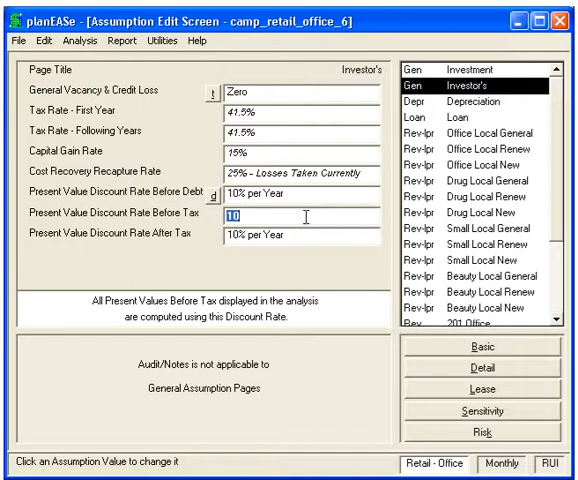 planEASe - [Assumption Edit Screen - camp_retail_office_6]
File Edit Analysis Report Utilities Help
Page Title Investor's
General Vacancy & Credit Loss t Zero
Tax Rate - First Year 41.5%
Tax Rate - Following Years 41.5%
Capital Gain Rate 15%
Cost Recovery Recapture Rate 25% - Losses Taken Currently
Present Value Discount Rate Before Debt d 10% per Year
Present Value Discount Rate Before Tax 10
Present Value Discount Rate After Tax 10% per Year
All Present Values Before Tax displayed in the analysis
are computed using this Discount Rate.
Audit/Notes is not applicable to
General Assumption Pages
Gen Investment
Gen Investor's
Depr Depreciation
Loan Loan
Rev-lpr Office Local General
Rev-lpr Office Local Renew
Rev-lpr Office Local New
Rev-lpr Drug Local General
Rev-lpr Drug Local Renew
Rev-lpr Drug Local New
Rev-lpr Small Local General
Rev-lpr Small Local Renew
Rev-lpr Small Local New
Rev-lpr Beauty Local General
Rev-lpr Beauty Local Renew
Rev-lpr Beauty Local New
Rev 201 Office
Basic
Detail
Lease
Sensitivity
Risk
Click an Assumption Value to change it
Retail - Office Monthly RUI